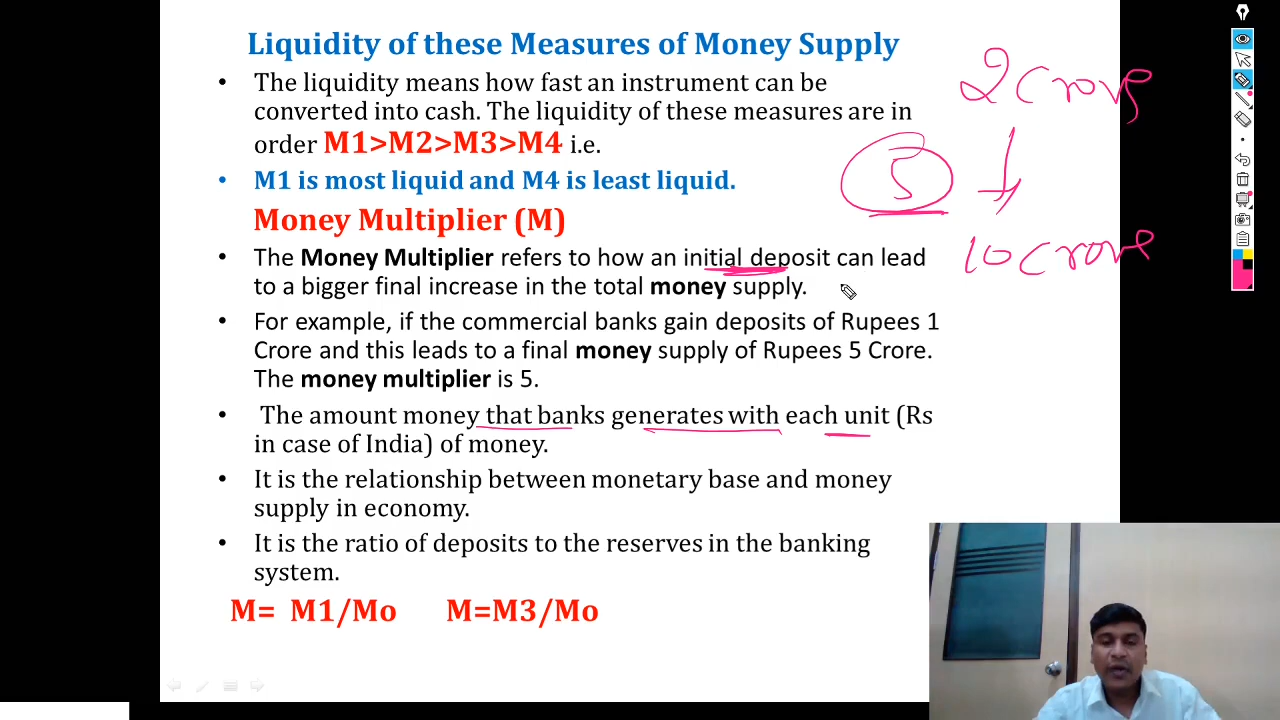 Liquidity of these Measures of Money Supply
• The liquidity means how fast an instrument can be
converted into cash. The liquidity of these measures are in
order M1>M2>M3>M4 i.e.
• M1 is most liquid and M4 is least liquid.
Money Multiplier (M)
• The Money Multiplier refers to how an initial deposit can lead
to a bigger final increase in the total money supply.
• For example, if the commercial banks gain deposits of Rupees 1
Crore and this leads to a final money supply of Rupees 5 Crore.
The money multiplier is 5.
• The amount money that banks generates with each unit (Rs
in case of India) of money.
• It is the relationship between monetary base and money
supply in economy.
• It is the ratio of deposits to the reserves in the banking
system.
M= M1/Mo M=M3/Mo
2 crore
5
10 crore